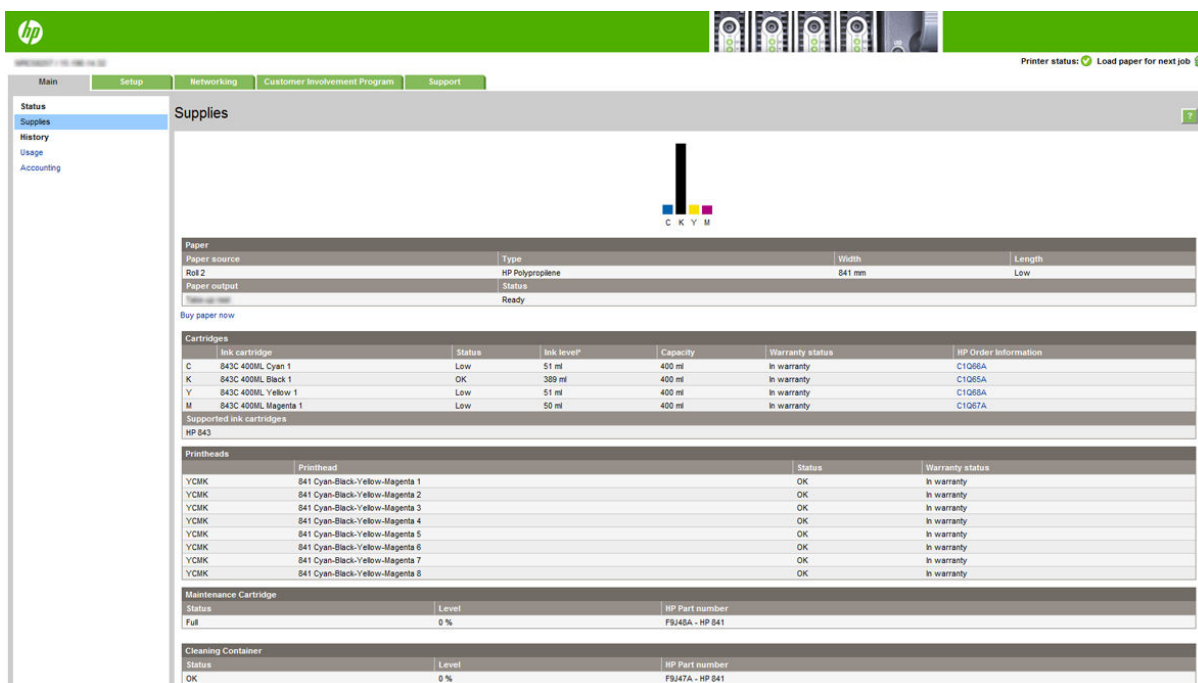 hp
Printer status: Load paper for next job
Main Setup Networking Customer Involvement Program Support
Status
Supplies
History
Usage
Accounting
Supplies
?
C K Y M
Paper
Paper source Type Width Length
Roll 2 HP Polypropilene 841 mm Low
Paper output Status
Ready
Buy paper now
Cartridges
Ink cartridge Status Ink level* Capacity Warranty status HP Order Information
C 843C 400ML Cyan 1 Low 51 ml 400 ml In warranty C1Q66A
K 843C 400ML Black 1 OK 389 ml 400 ml In warranty C1Q65A
Y 843C 400ML Yellow 1 Low 51 ml 400 ml In warranty C1Q68A
M 843C 400ML Magenta 1 Low 50 ml 400 ml In warranty C1Q67A
Supported ink cartridges
HP 843
Printheads
Printhead Status Warranty status
YCMK 841 Cyan-Black-Yellow-Magenta 1 OK In warranty
YCMK 841 Cyan-Black-Yellow-Magenta 2 OK In warranty
YCMK 841 Cyan-Black-Yellow-Magenta 3 OK In warranty
YCMK 841 Cyan-Black-Yellow-Magenta 4 OK In warranty
YCMK 841 Cyan-Black-Yellow-Magenta 5 OK In warranty
YCMK 841 Cyan-Black-Yellow-Magenta 6 OK In warranty
YCMK 841 Cyan-Black-Yellow-Magenta 7 OK In warranty
YCMK 841 Cyan-Black-Yellow-Magenta 8 OK In warranty
Maintenance Cartridge
Status Level HP Part number
Full 0 % F9J48A - HP 841
Cleaning Container
Status Level HP Part number
OK 0 % F9J47A - HP 841